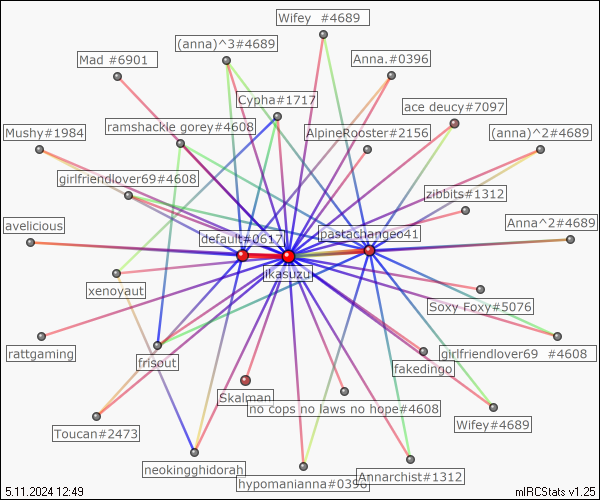 Wifey  #4689
(anna)^3#4689
Anna.#0396
Mad #6901
Cypha#1717
ace deucy#7097
Mushy#1984
ramshackle gorey#4608
AlpineRooster#2156
(anna)^2#4689
girlfriendlover69#4608
zibbits#1312
avelicious
default#0617
pastachangeo41
Anna^2#4689
ikasuzu
xenoyaut
Soxy Foxy#5076
rattgaming
frisout
girlfriendlover69  #4608
fakedingo
Skalman
no cops no laws no hope#4608
Wifey#4689
Toucan#2473
neokingghidorah
hypomanianna#0396
Annarchist#1312
5.11.2024 12:49
mIRCStats v1.25